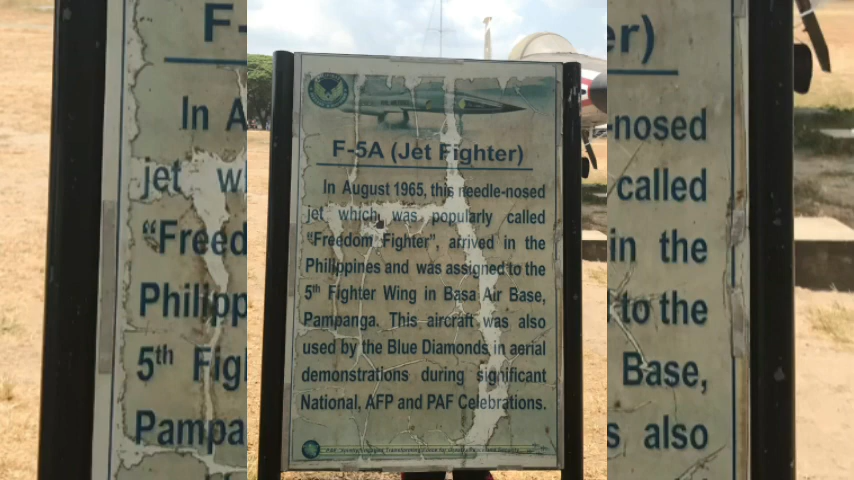 F-5A (Jet Fighter)
In August 1965, this needle-nosed
jet which was popularly called
“Freedom Fighter”, arrived in the
Philippines and was assigned to the
5th Fighter Wing in Basa Air Base,
Pampanga. This aircraft was also
used by the Blue Diamonds in aerial
demonstrations during significant
National, AFP and PAF Celebrations.